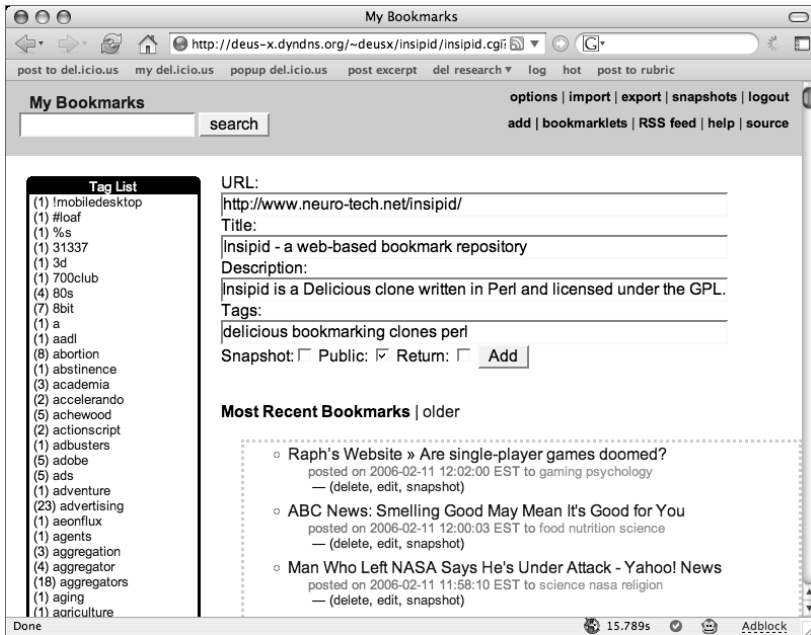 My Bookmarks
http://deus-x.dyndns.org/~deusx/insipid/insipid.cgi?
G
post to del.icio.us my del.icio.us popup del.icio.us post excerpt del research log hot post to rubric
My Bookmarks
options | import | export | snapshots | logout
search
add | bookmarklets | RSS feed | help | source
Tag List
(1) !mobiledesktop
(1) #loaf
(1) %s
(1) 31337
(1) 3d
(1) 700club
(4) 80s
(7) 8bit
(1) a
(1) aadl
(8) abortion
(1) abstinence
(3) academia
(2) accelerando
(5) achewood
(2) actionscript
(1) adbusters
(5) adobe
(5) ads
(1) adventure
(23) advertising
(1) aeonflux
(1) agents
(3) aggregation
(4) aggregator
(18) aggregators
(1) aging
(1) agriculture
URL:
http://www.neuro-tech.net/insipid/
Title:
Insipid - a web-based bookmark repository
Description:
Insipid is a Delicious clone written in Perl and licensed under the GPL.
Tags:
delicious bookmarking clones perl
Snapshot: Public: Return: Add
Most Recent Bookmarks | older
Raph's Website » Are single-player games doomed?
posted on 2006-02-11 12:02:00 EST to gaming psychology
— (delete, edit, snapshot)
ABC News: Smelling Good May Mean It's Good for You
posted on 2006-02-11 12:00:03 EST to food nutrition science
— (delete, edit, snapshot)
Man Who Left NASA Says He's Under Attack - Yahoo! News
posted on 2006-02-11 11:58:10 EST to science nasa religion
— (delete, edit, snapshot)
Done
15.789s
Adblock